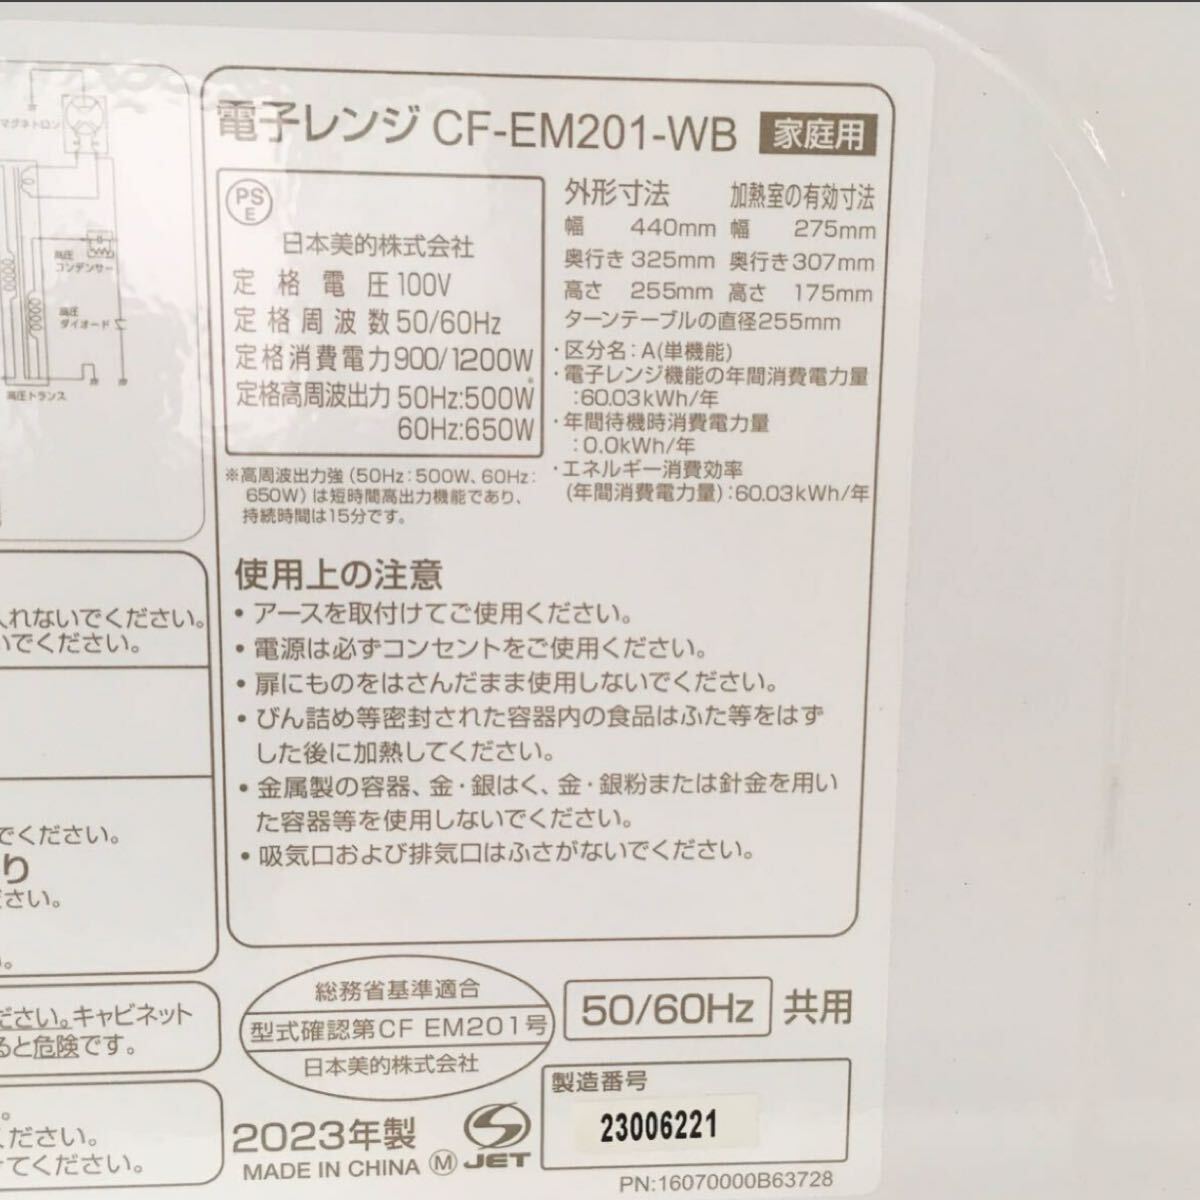 マグネトロン
高圧
コンデンサー
高圧
ダイオード
高圧トランス
電子レンジ CF-EM201-WB 家庭用
PS
E
日本美的株式会社
定格電圧 100V
定格周波数 50/60Hz
定格消費電力 900/1200W
定格高周波出力 50Hz:500W※
60Hz:650W
※高周波出力強(50Hz:500W、60Hz:
650W)は短時間高出力機能であり、
持続時間は15分です。
外形寸法 加熱室の有効寸法
幅 440mm 幅 275mm
奥行き 325mm 奥行き 307mm
高さ 255mm 高さ 175mm
ターンテーブルの直径255mm
・区分名:A(単機能)
・電子レンジ機能の年間消費電力量
:60.03kWh/年
・年間待機時消費電力量
:0.0kWh/年
・エネルギー消費効率
(年間消費電力量):60.03kWh/年
使用上の注意
• アースを取付けてご使用ください。
• 電源は必ずコンセントをご使用ください。
• 扉にものをはさんだまま使用しないでください。
• びん詰め等密封された容器内の食品はふた等をはず
した後に加熱してください。
• 金属製の容器、金・銀はく、金・銀粉または針金を用い
た容器等を使用しないでください。
• 吸気口および排気口はふさがないでください。
入れないでください。
いでください。
でください。
り
ださい。
い。
ださい。キャビネット
ると危険です。
。
ください。
けてください。
総務省基準適合
型式確認第CF EM201号
日本美的株式会社
50/60Hz 共用
2023年製
MADE IN CHINA Ⓜ JET
製造番号
23006221
PN:16070000B63728